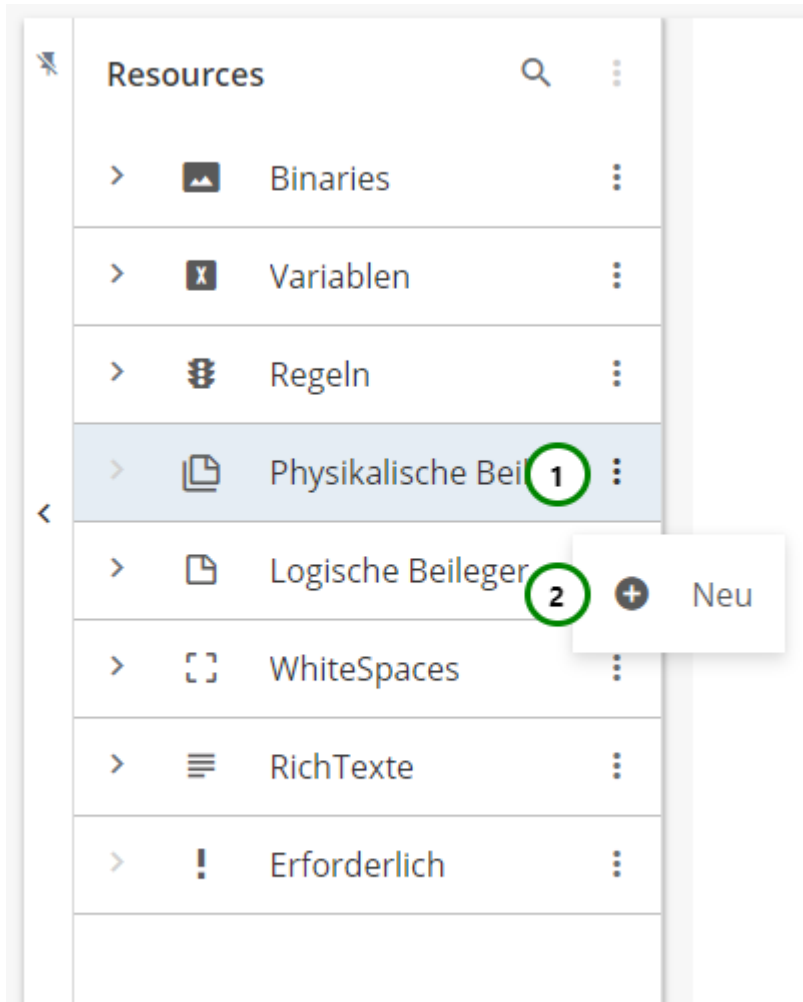 Resources
Binaries
X
Variablen
Regeln
Physikalische Bei
1
Logische Beileger
2
Neu
WhiteSpaces
RichTexte
Erforderlich